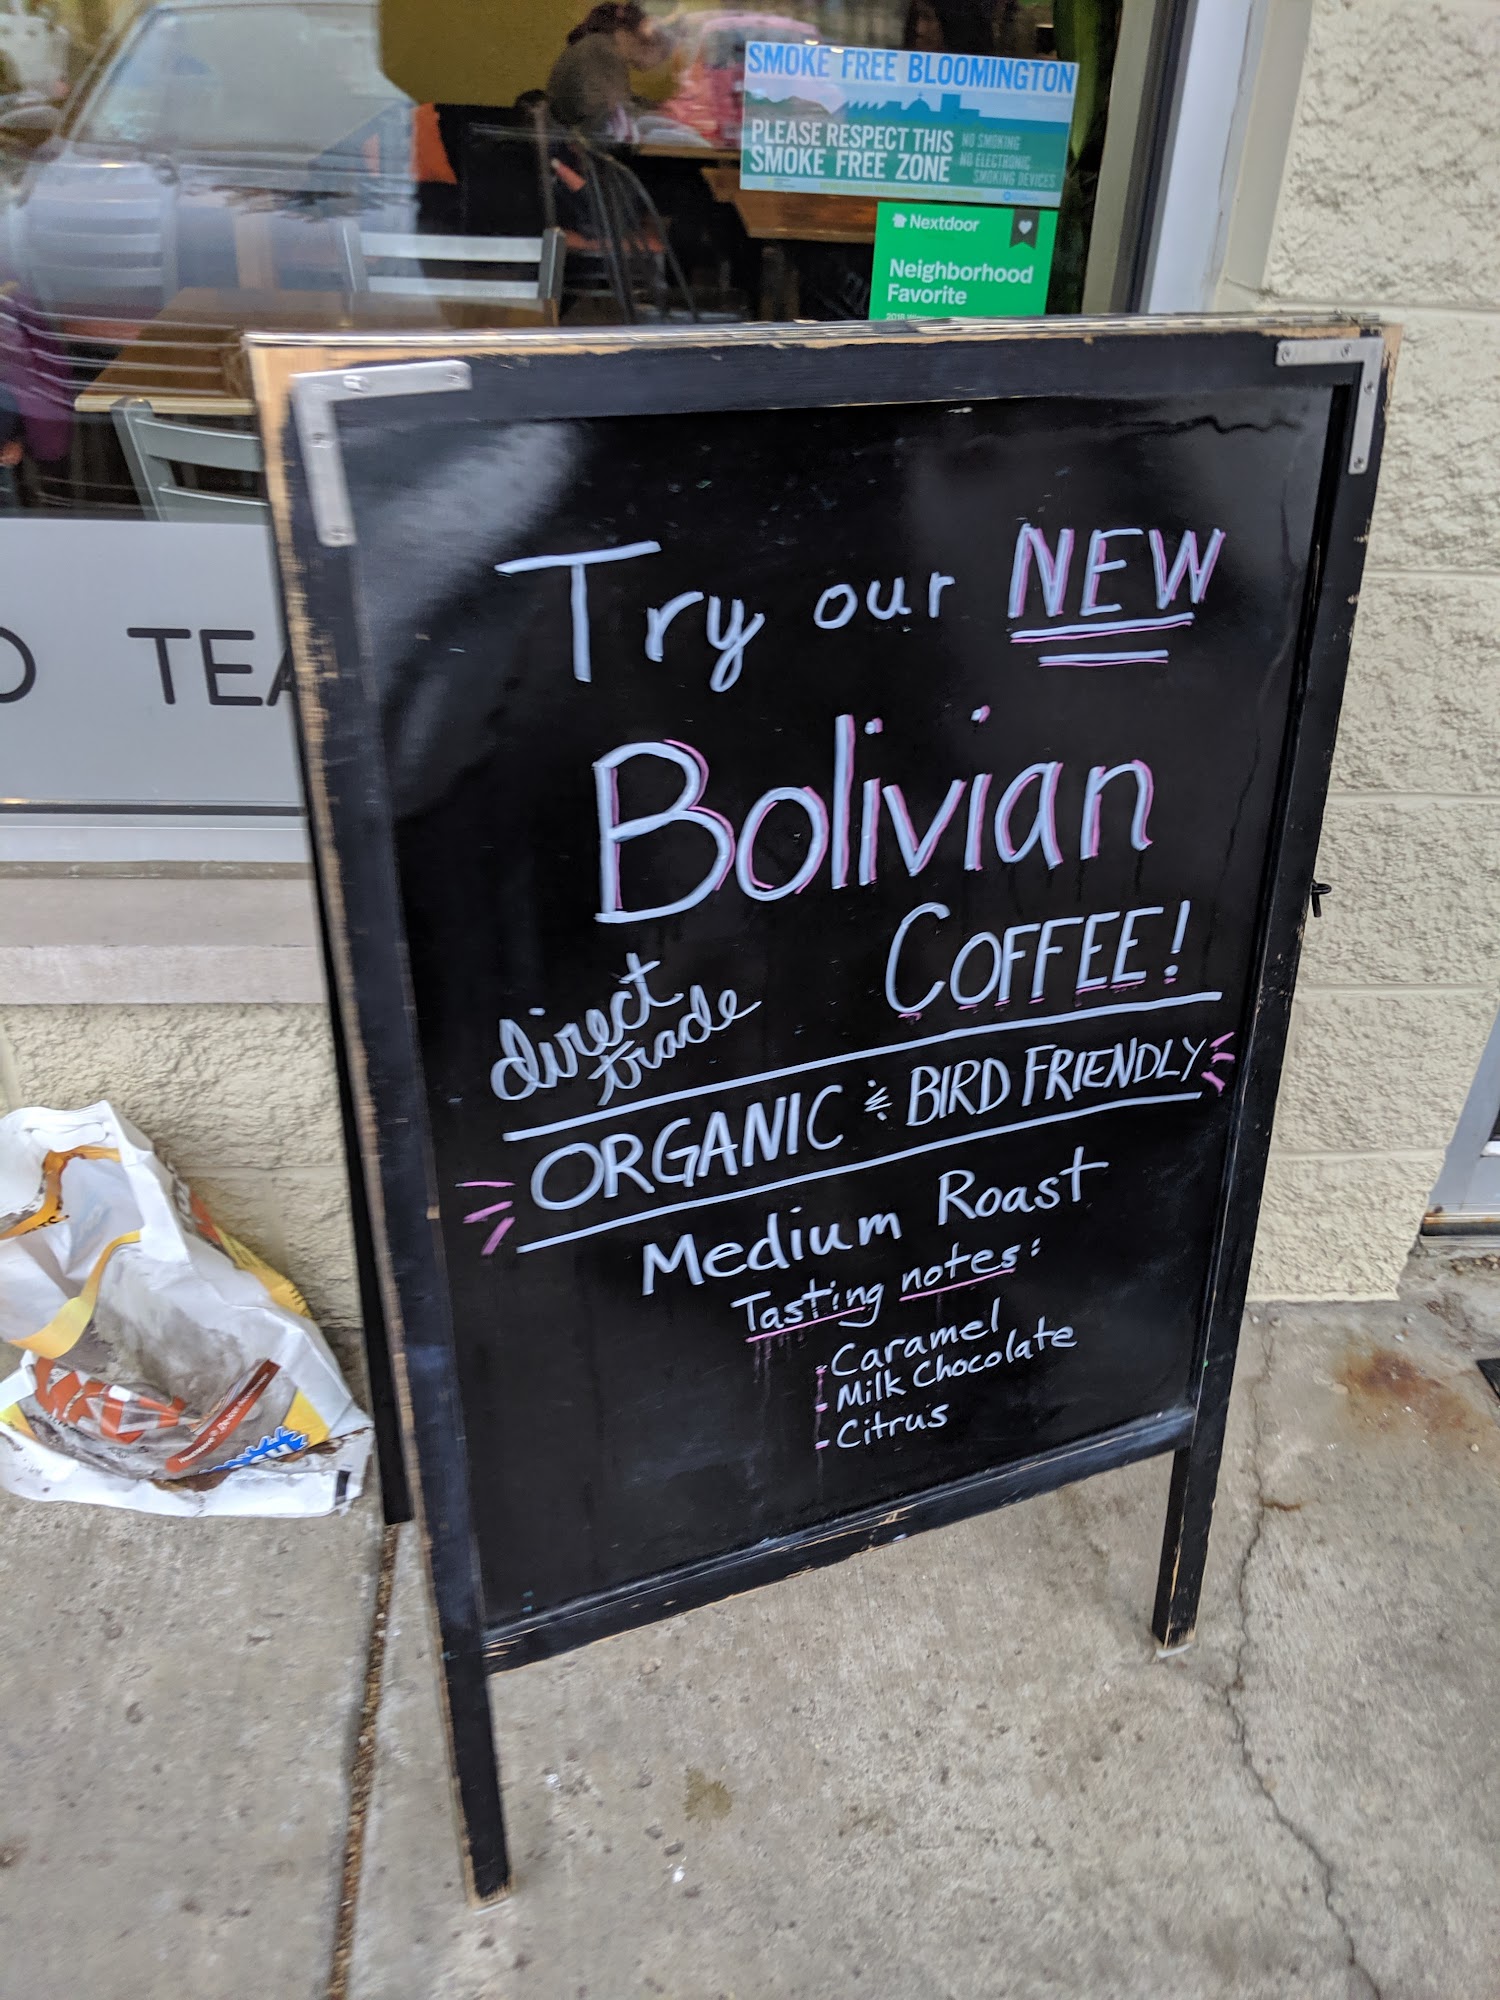 SMOKE FREE BLOOMINGTON
PLEASE RESPECT THIS
SMOKE FREE ZONE
NO SMOKING
NO ELECTRONIC
SMOKING DEVICES
Nextdoor
Neighborhood
Favorite
2018
TEA
Try our NEW
Bolivian
COFFEE!
direct
trade
ORGANIC & BIRD FRIENDLY
Medium Roast
Tasting notes:
- Caramel
- Milk Chocolate
- Citrus